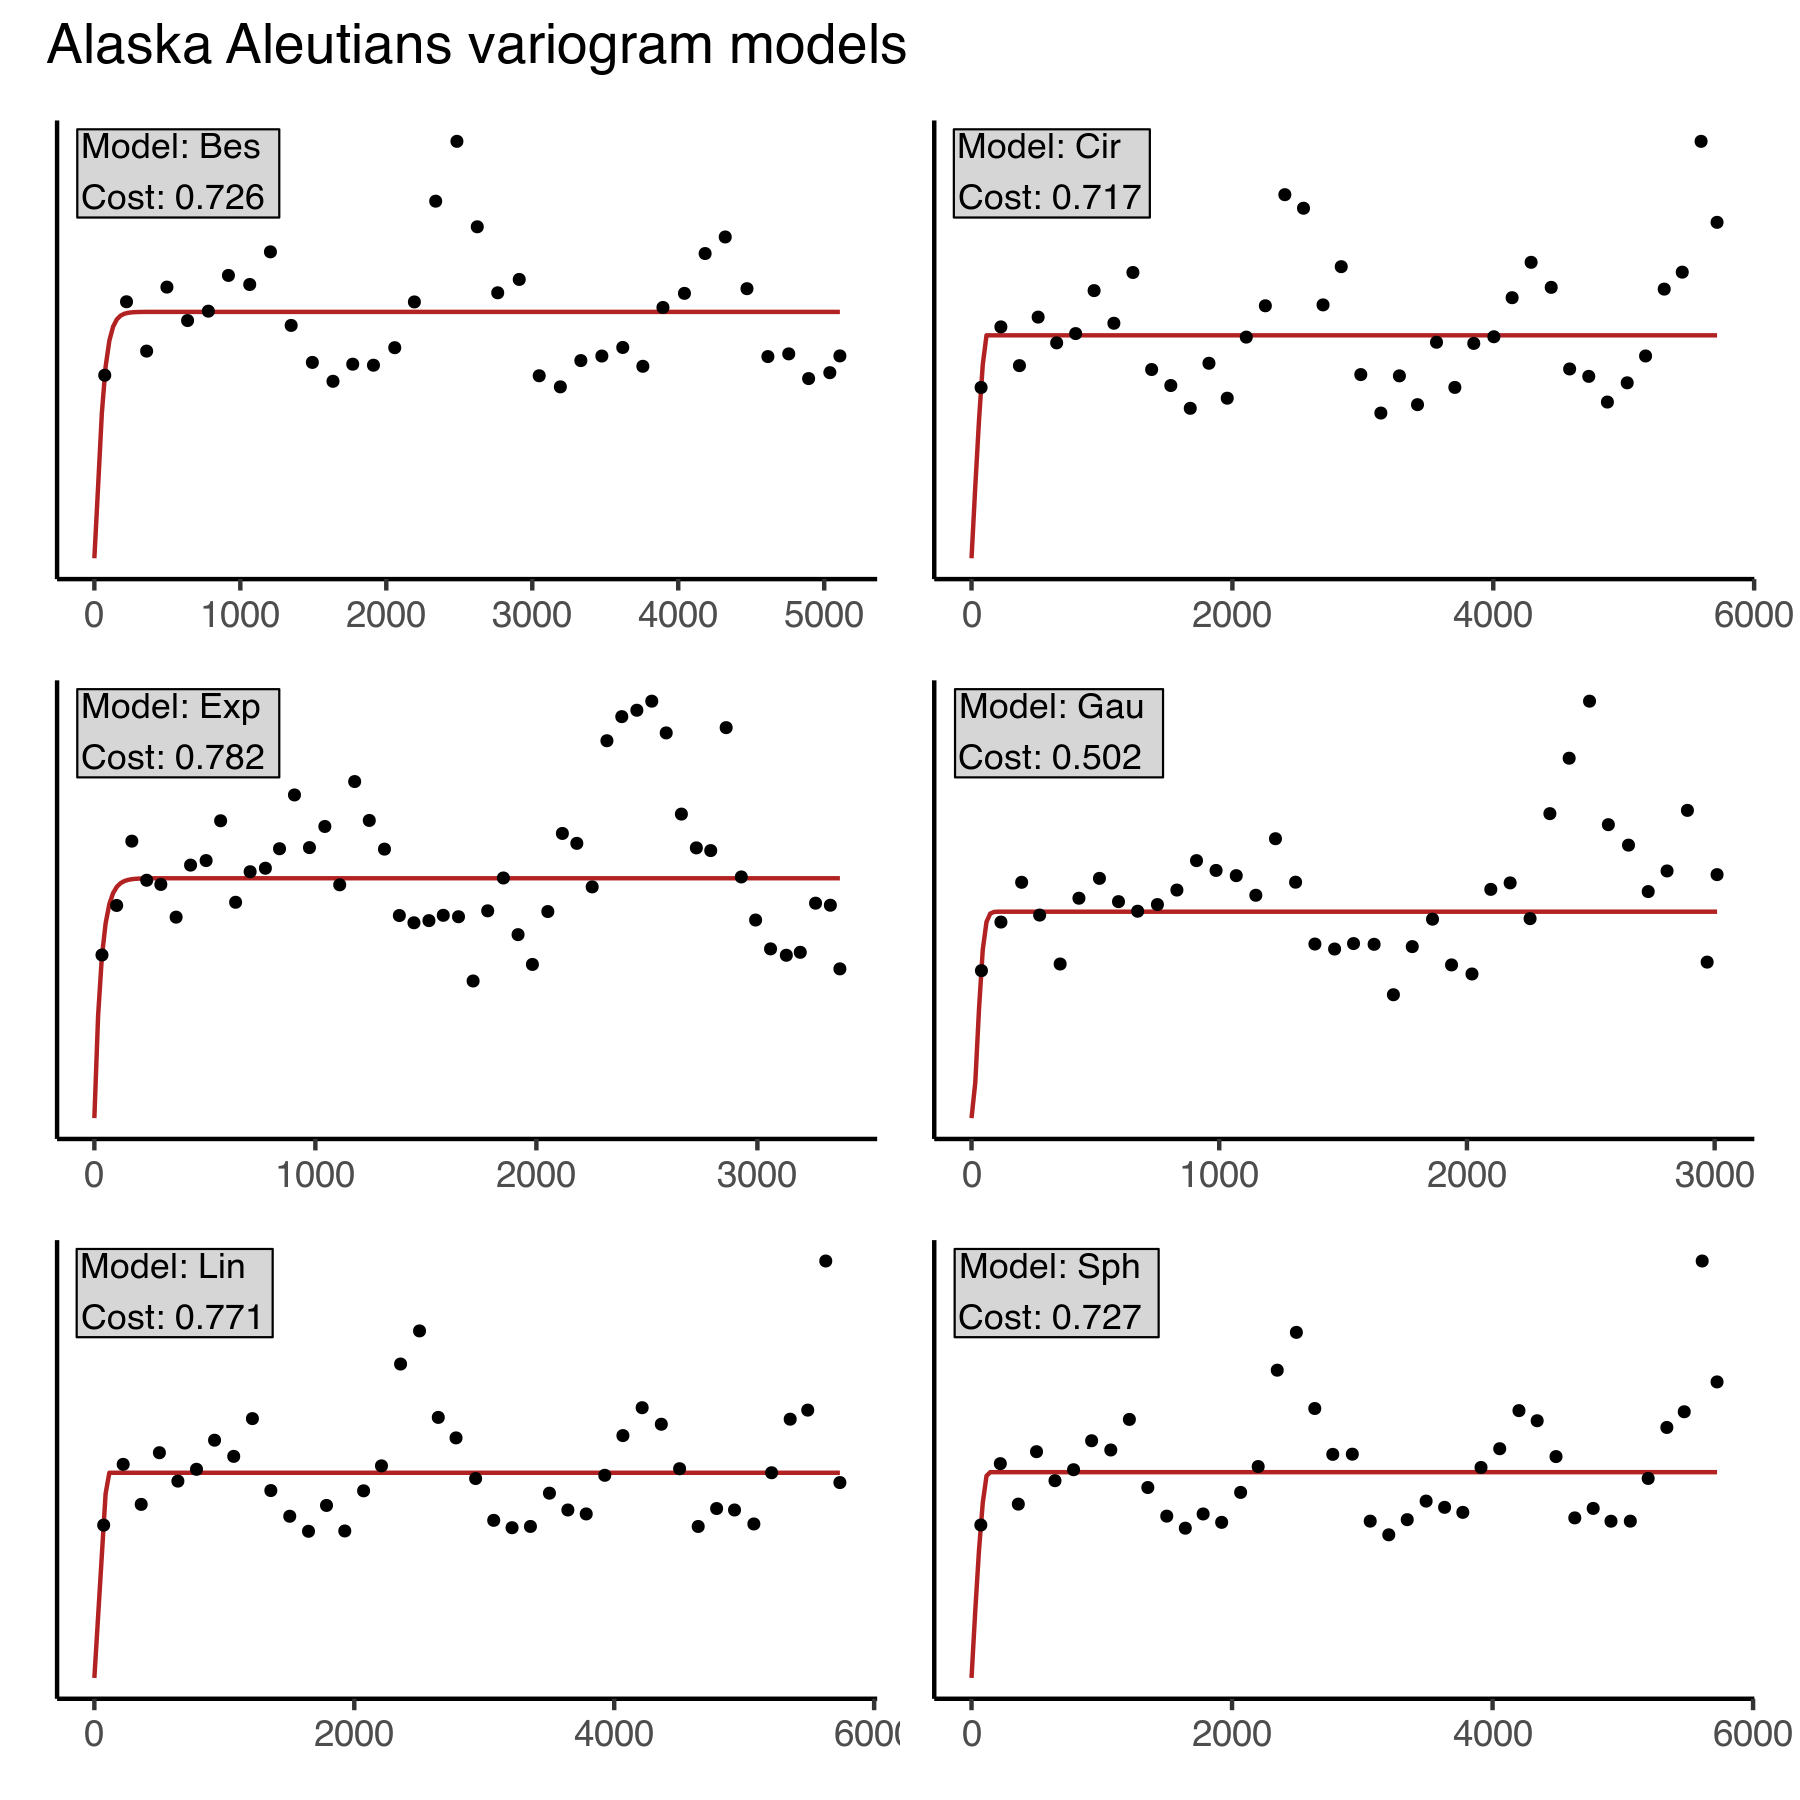 Alaska Aleutians variogram models
Model: Bes
Cost: 0.726
0 1000 2000 3000 4000 5000
Model: Cir
Cost: 0.717
0 2000 4000 6000
Model: Exp
Cost: 0.782
0 1000 2000 3000
Model: Gau
Cost: 0.502
0 1000 2000 3000
Model: Lin
Cost: 0.771
0 2000 4000 600
Model: Sph
Cost: 0.727
0 2000 4000 6000